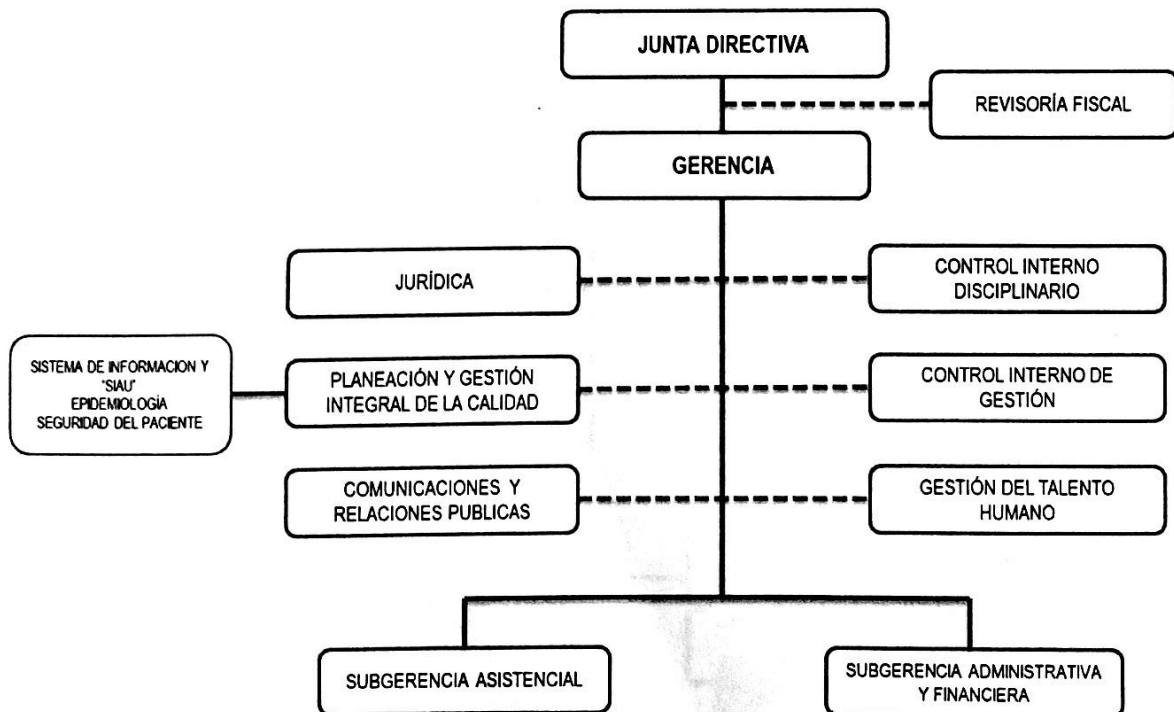 JUNTA DIRECTIVA
REVISORÍA FISCAL
GERENCIA
JURÍDICA
CONTROL INTERNO
DISCIPLINARIO
SISTEMA DE INFORMACION Y
"SIAU"
EPIDEMIOLOGÍA
SEGURIDAD DEL PACIENTE
PLANEACIÓN Y GESTIÓN
INTEGRAL DE LA CALIDAD
CONTROL INTERNO DE
GESTIÓN
COMUNICACIONES Y
RELACIONES PUBLICAS
GESTIÓN DEL TALENTO
HUMANO
SUBGERENCIA ASISTENCIAL
SUBGERENCIA ADMINISTRATIVA
Y FINANCIERA